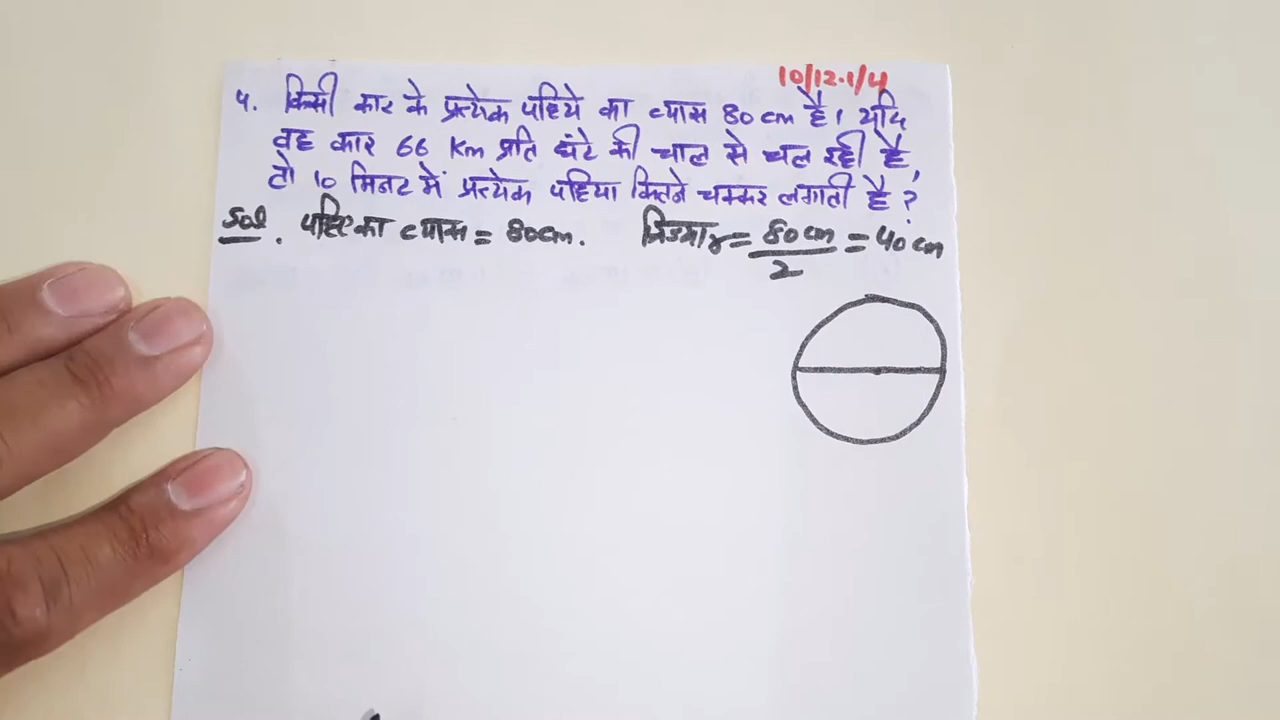 10/12.1/4
4. किसी कार के प्रत्येक पहिये का व्यास 80 cm है। यदि
वह कार 66 Km प्रति घंटे की चाल से चल रही है,
तो 10 मिनट में प्रत्येक पहिया कितने चक्कर लगाती है ?
Sol. पहिए का व्यास = 80cm. त्रिज्या r = 80 cm / 2 = 40 cm